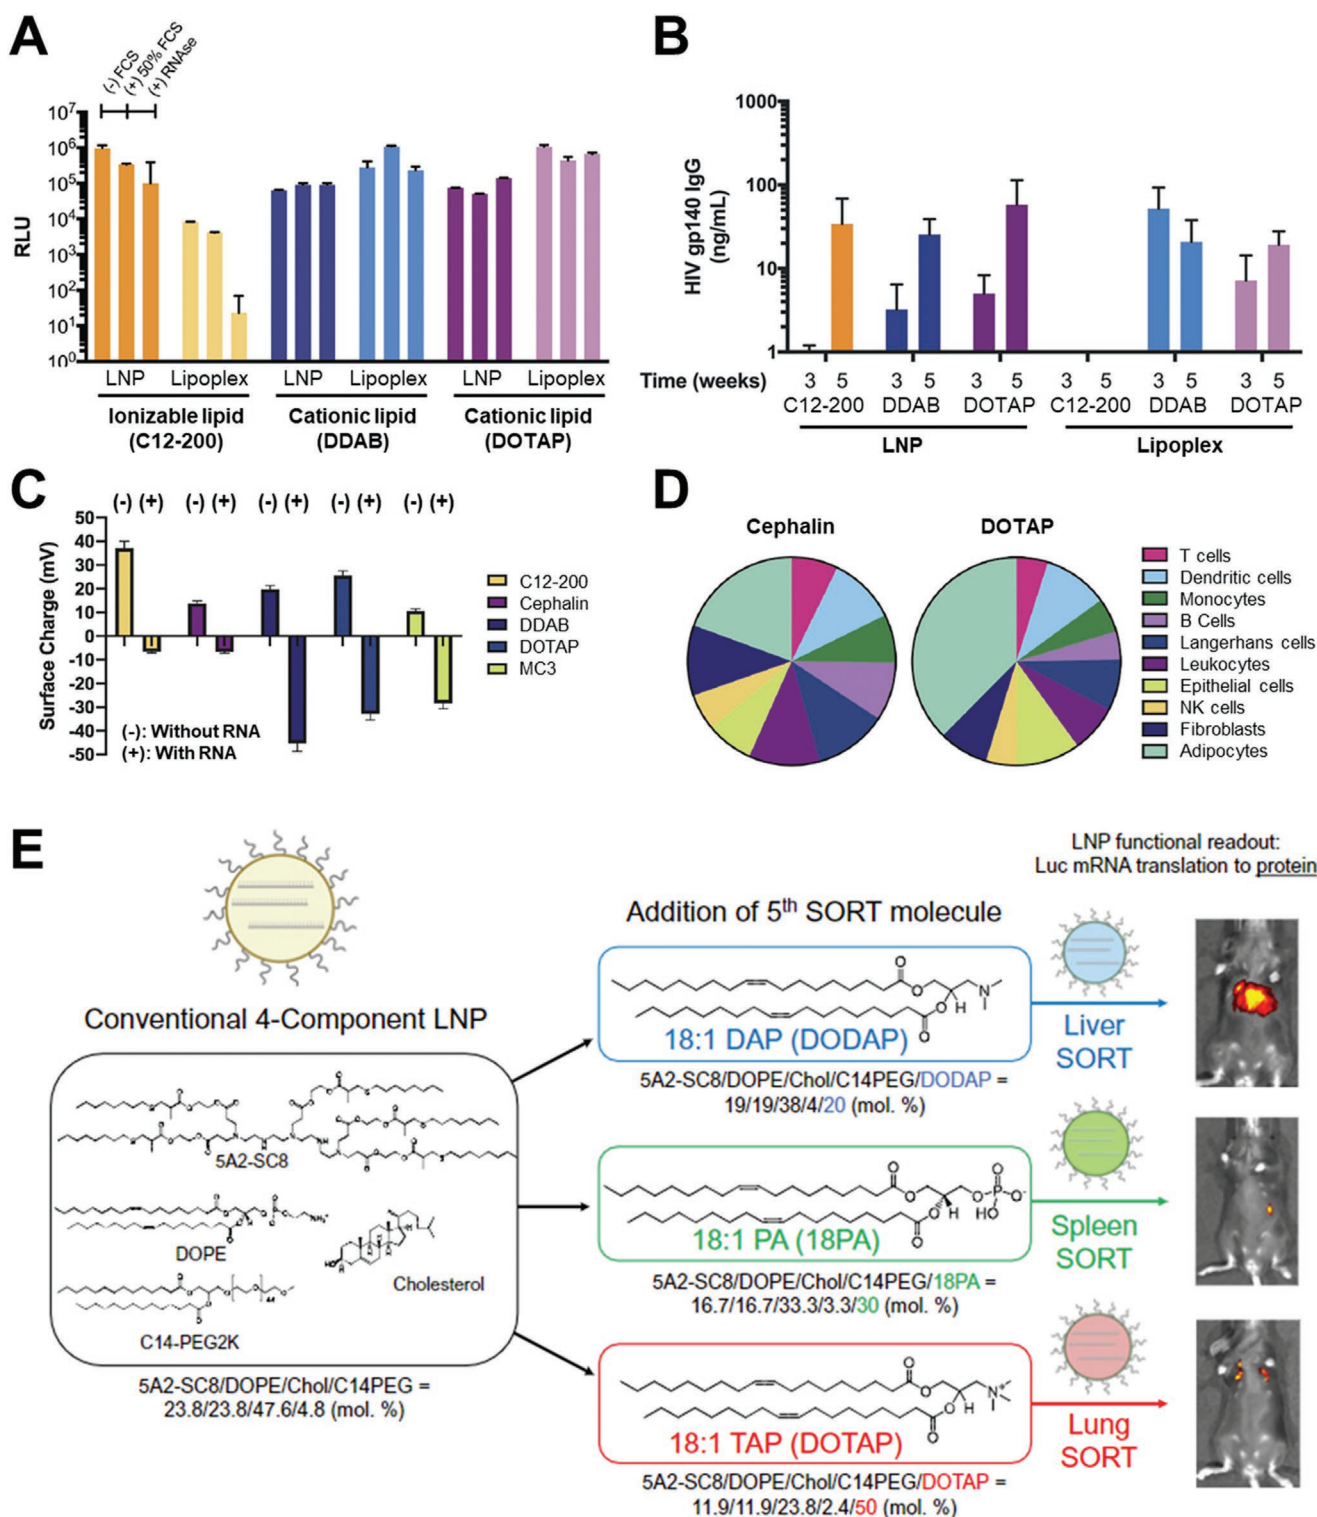 A
(-) FCS
(+) 50% FCS
(+) RNAse
RLU
10⁷
10⁶
10⁵
10⁴
10³
10²
10¹
10⁰
LNP Lipoplex LNP Lipoplex LNP Lipoplex
Ionizable lipid (C12-200)
Cationic lipid (DDAB)
Cationic lipid (DOTAP)
B
HIV gp140 IgG
(ng/mL)
1000
100
10
1
Time (weeks) 3 5 3 5 3 5 3 5 3 5 3 5
C12-200 DDAB DOTAP C12-200 DDAB DOTAP
LNP Lipoplex
C
(-) (+) (-) (+) (-) (+) (-) (+) (-) (+)
Surface Charge (mV)
50
40
30
20
10
0
-10
-20
-30
-40
-50
(-): Without RNA
(+): With RNA
C12-200
Cephalin
DDAB
DOTAP
MC3
D
Cephalin
DOTAP
T cells
Dendritic cells
Monocytes
B Cells
Langerhans cells
Leukocytes
Epithelial cells
NK cells
Fibroblasts
Adipocytes
E
Conventional 4-Component LNP
5A2-SC8
DOPE
Cholesterol
C14-PEG2K
5A2-SC8/DOPE/Chol/C14PEG =
23.8/23.8/47.6/4.8 (mol. %)
Addition of 5th SORT molecule
18:1 DAP (DODAP)
5A2-SC8/DOPE/Chol/C14PEG/DODAP =
19/19/38/4/20 (mol. %)
18:1 PA (18PA)
5A2-SC8/DOPE/Chol/C14PEG/18PA =
16.7/16.7/33.3/3.3/30 (mol. %)
18:1 TAP (DOTAP)
5A2-SC8/DOPE/Chol/C14PEG/DOTAP =
11.9/11.9/23.8/2.4/50 (mol. %)
LNP functional readout:
Luc mRNA translation to protein
Liver
SORT
Spleen
SORT
Lung
SORT